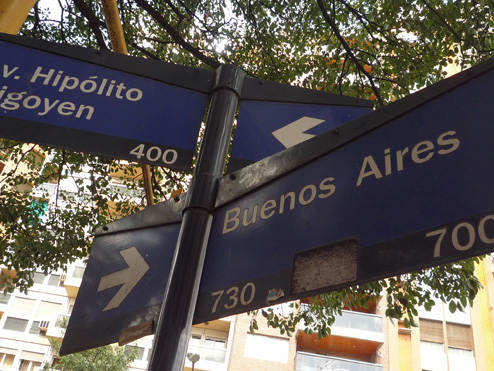 v. Hipólito
igoyen
400
Buenos Aires
730
700